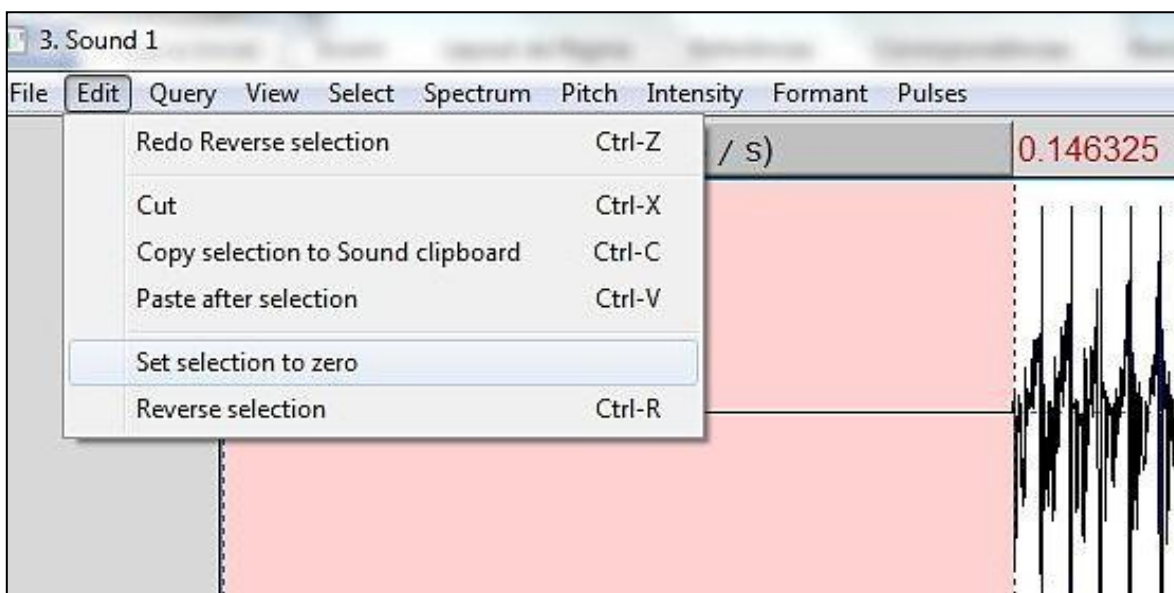 3. Sound 1
File Edit Query View Select Spectrum Pitch Intensity Formant Pulses
/ s) 0.146325
Redo Reverse selection Ctrl-Z
Cut Ctrl-X
Copy selection to Sound clipboard Ctrl-C
Paste after selection Ctrl-V
Set selection to zero
Reverse selection Ctrl-R